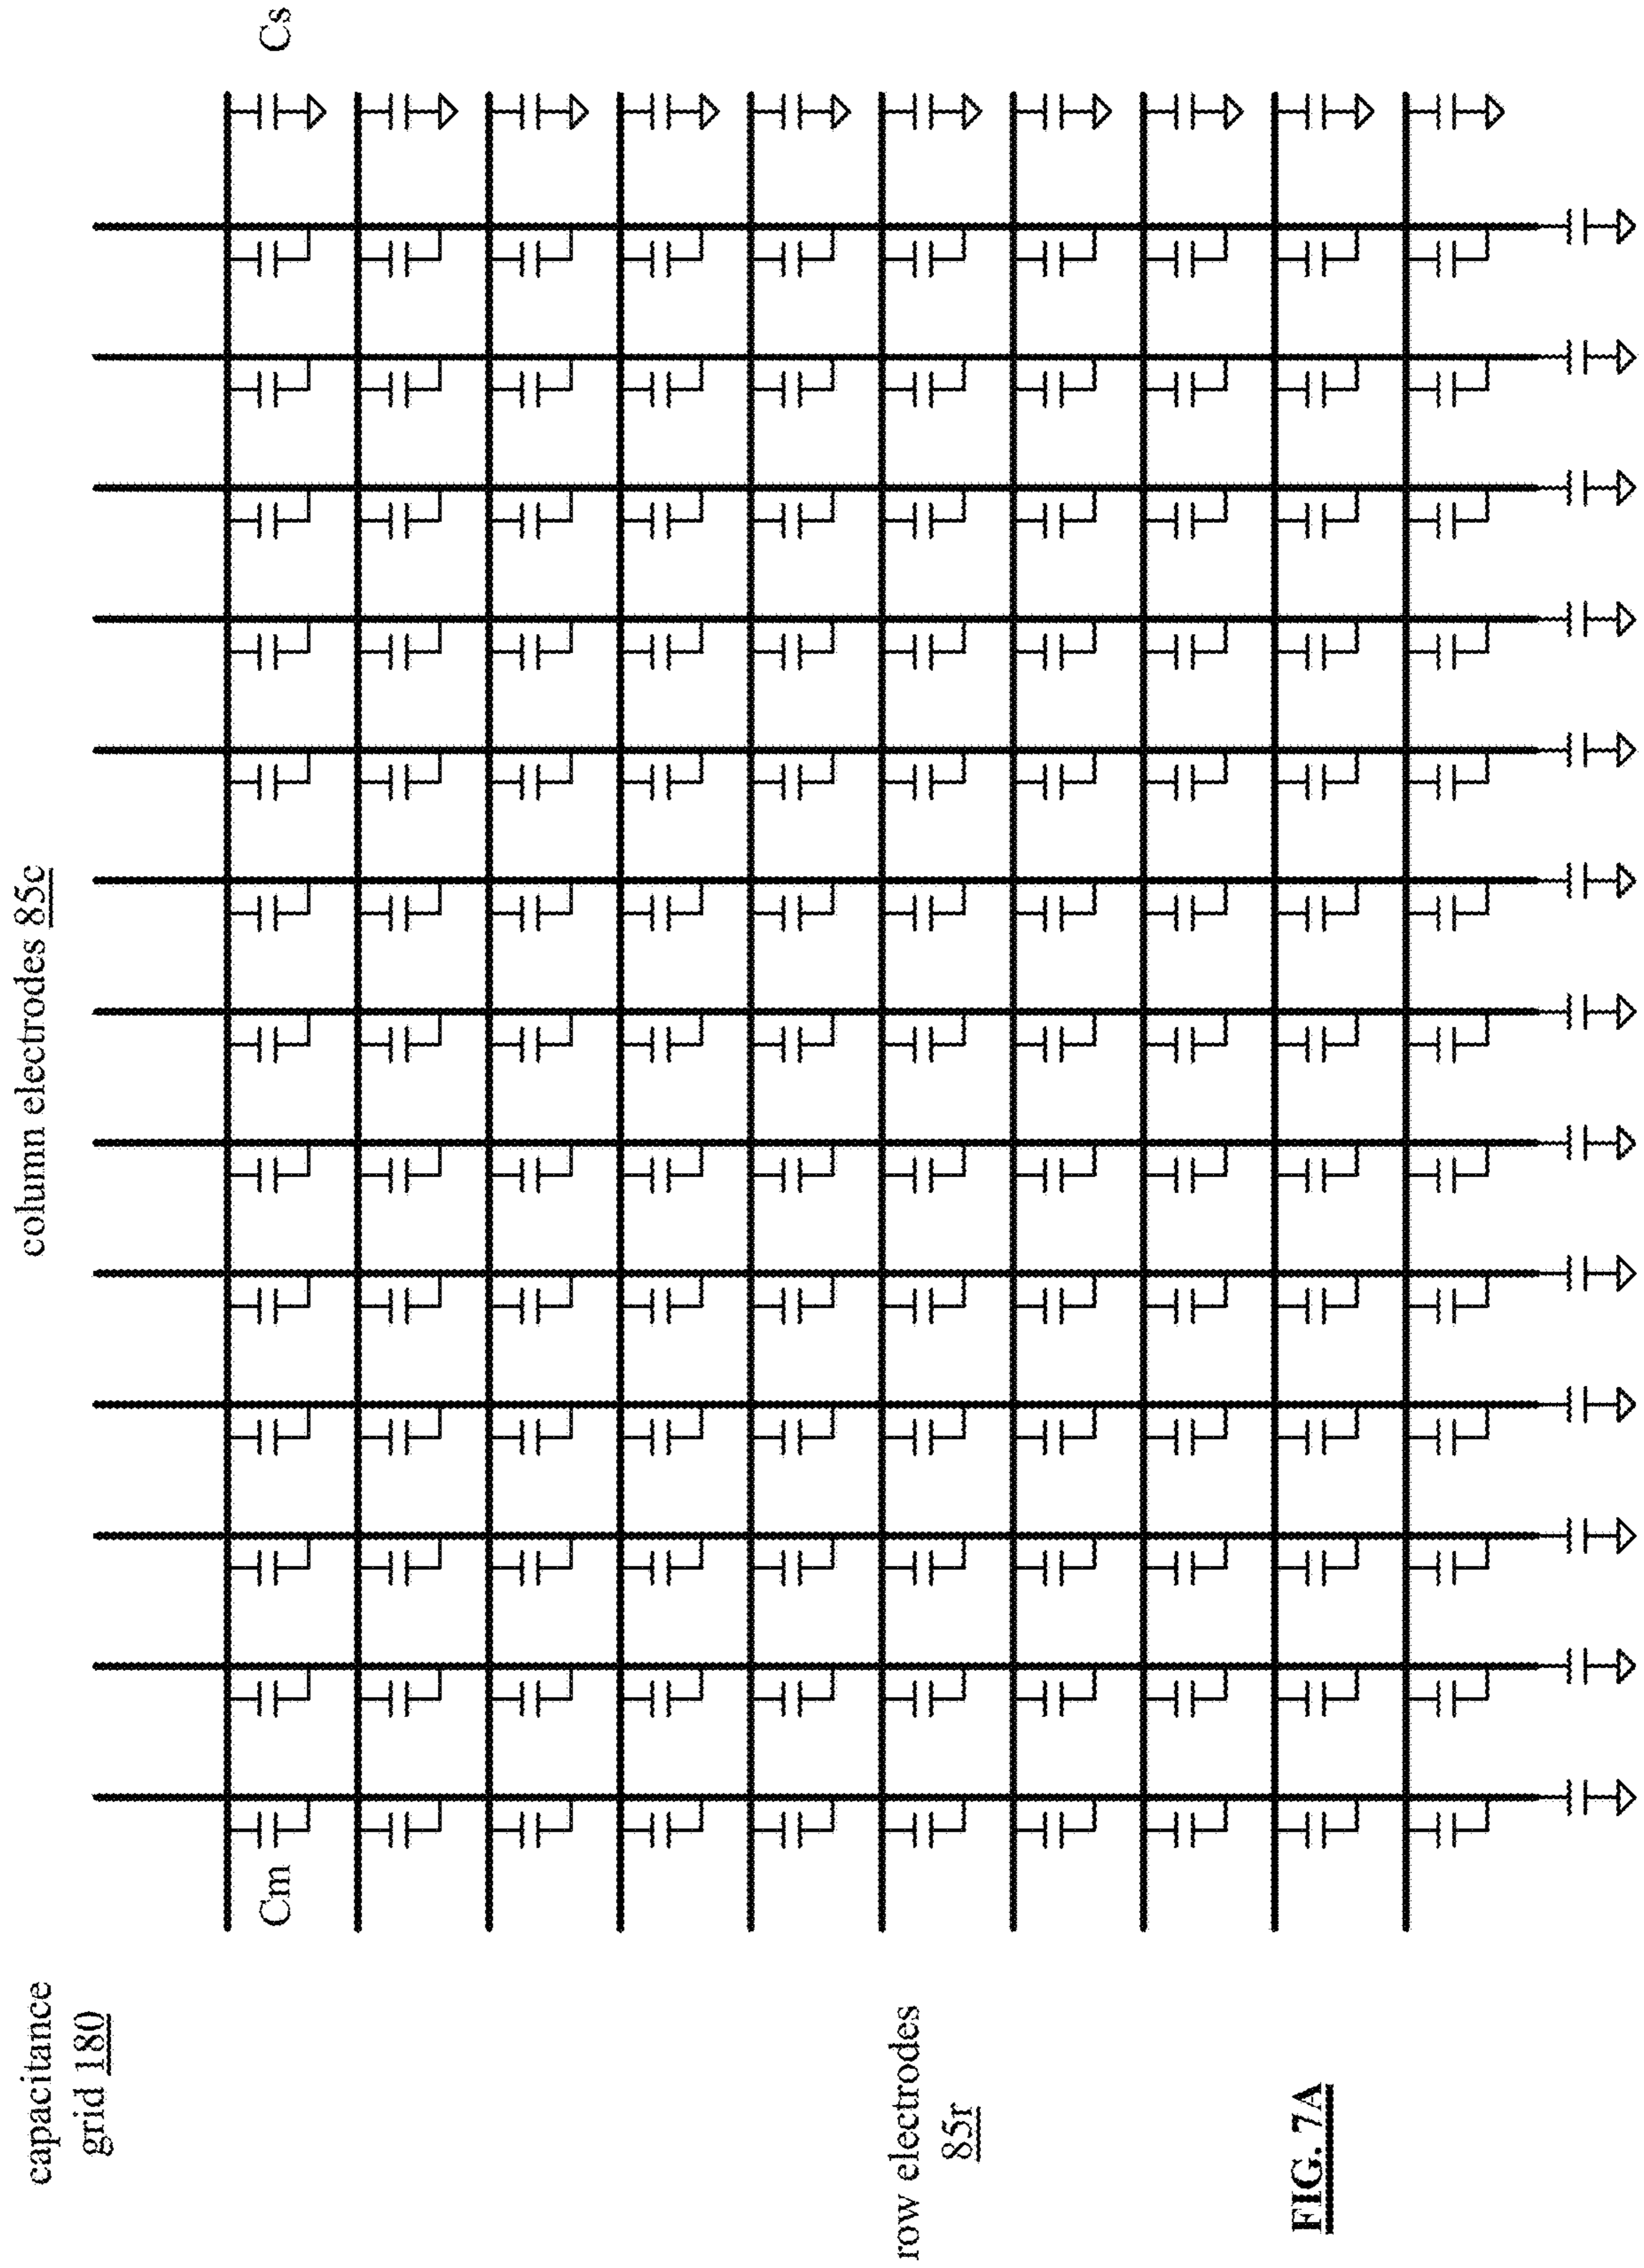 capacitance
grid 180
column electrodes 85c
Cm
Cs
row electrodes
85r
FIG. 7A